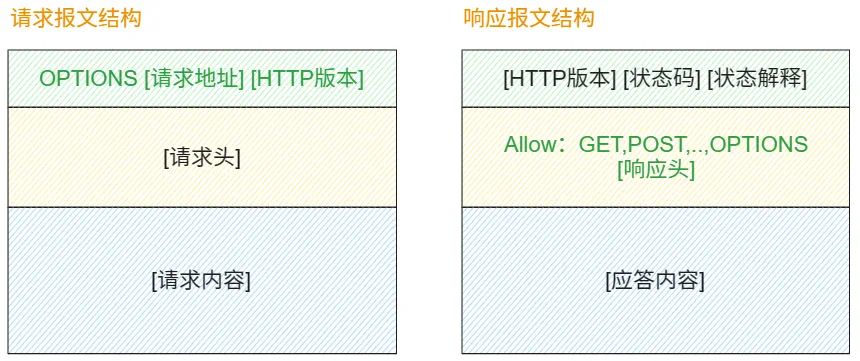 请求报文结构
OPTIONS [请求地址] [HTTP版本]
[请求头]
[请求内容]
响应报文结构
[HTTP版本] [状态码] [状态解释]
Allow：GET,POST,..,OPTIONS
[响应头]
[应答内容]